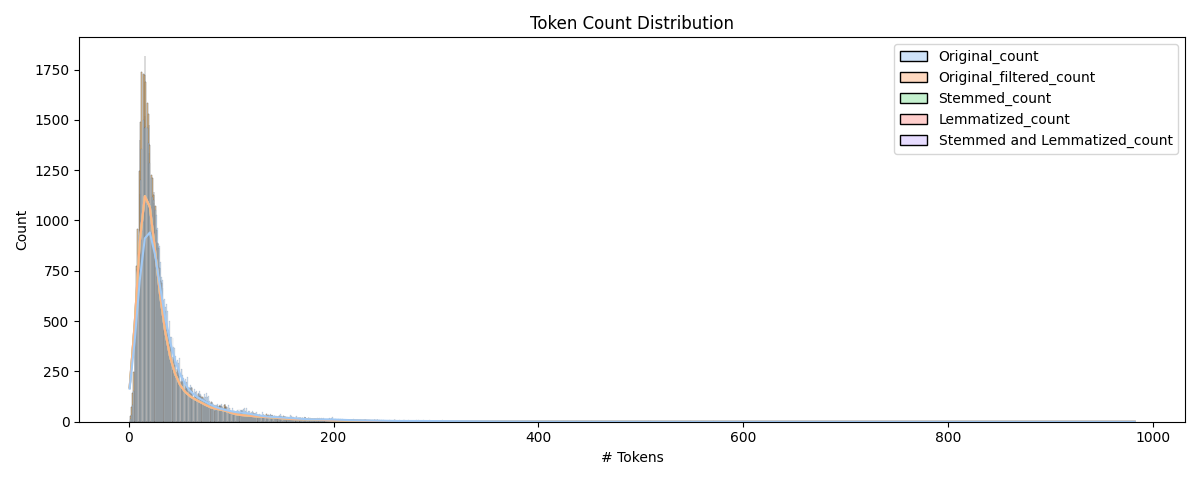 Token Count Distribution
Original_count
Original_filtered_count
Stemmed_count
Lemmatized_count
Stemmed and Lemmatized_count
Count
1750
1500
1250
1000
750
500
250
0
0 200 400 600 800 1000
# Tokens